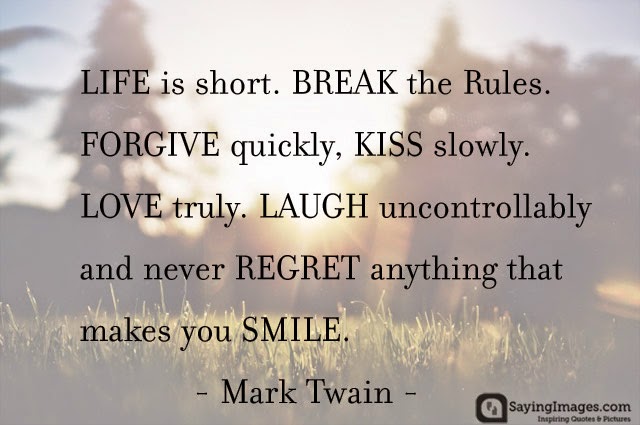 LIFE is short. BREAK the Rules.
FORGIVE quickly, KISS slowly.
LOVE truly. LAUGH uncontrollably
and never REGRET anything that
makes you SMILE.
- Mark Twain -
SayingImages.com
Inspiring Quotes & Pictures